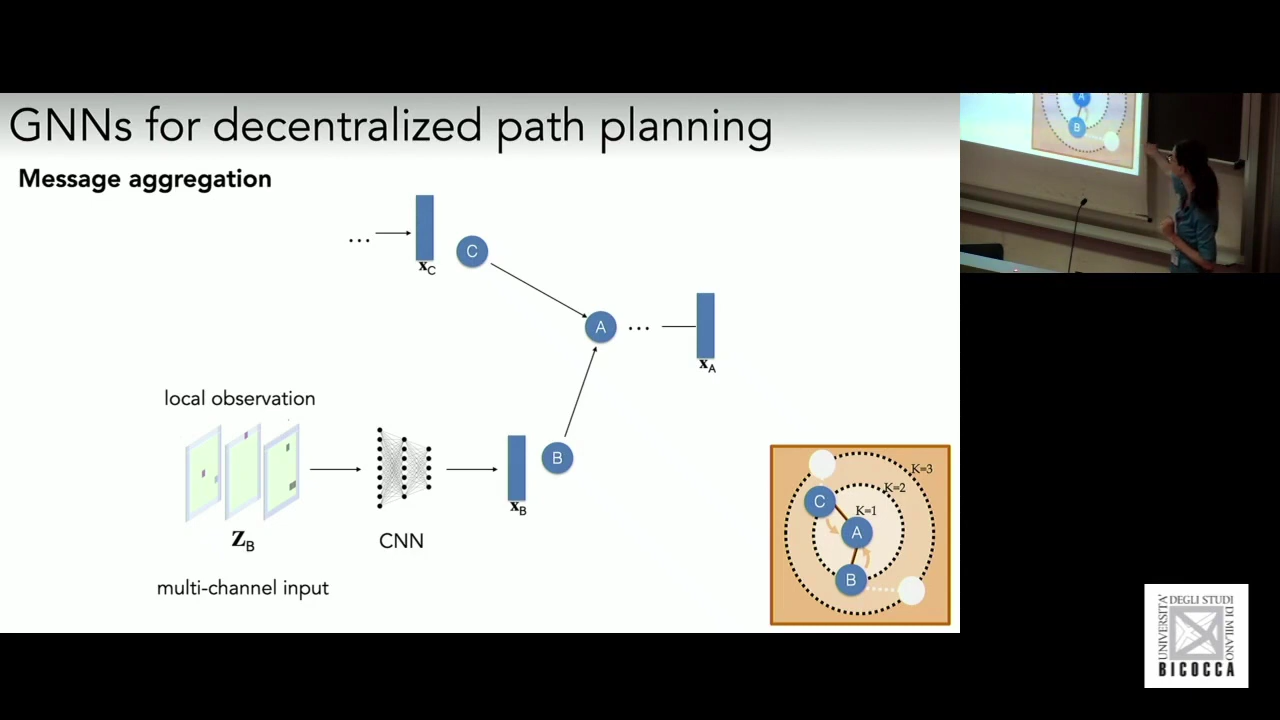 GNNs for decentralized path planning
Message aggregation
...
x_C
C
A
...
x_A
local observation
Z_B
multi-channel input
CNN
x_B
B
K=3
K=2
K=1
C
A
B
A
B
UNIVERSITÀ
DEGLI STUDI
DI MILANO
BICOCCA